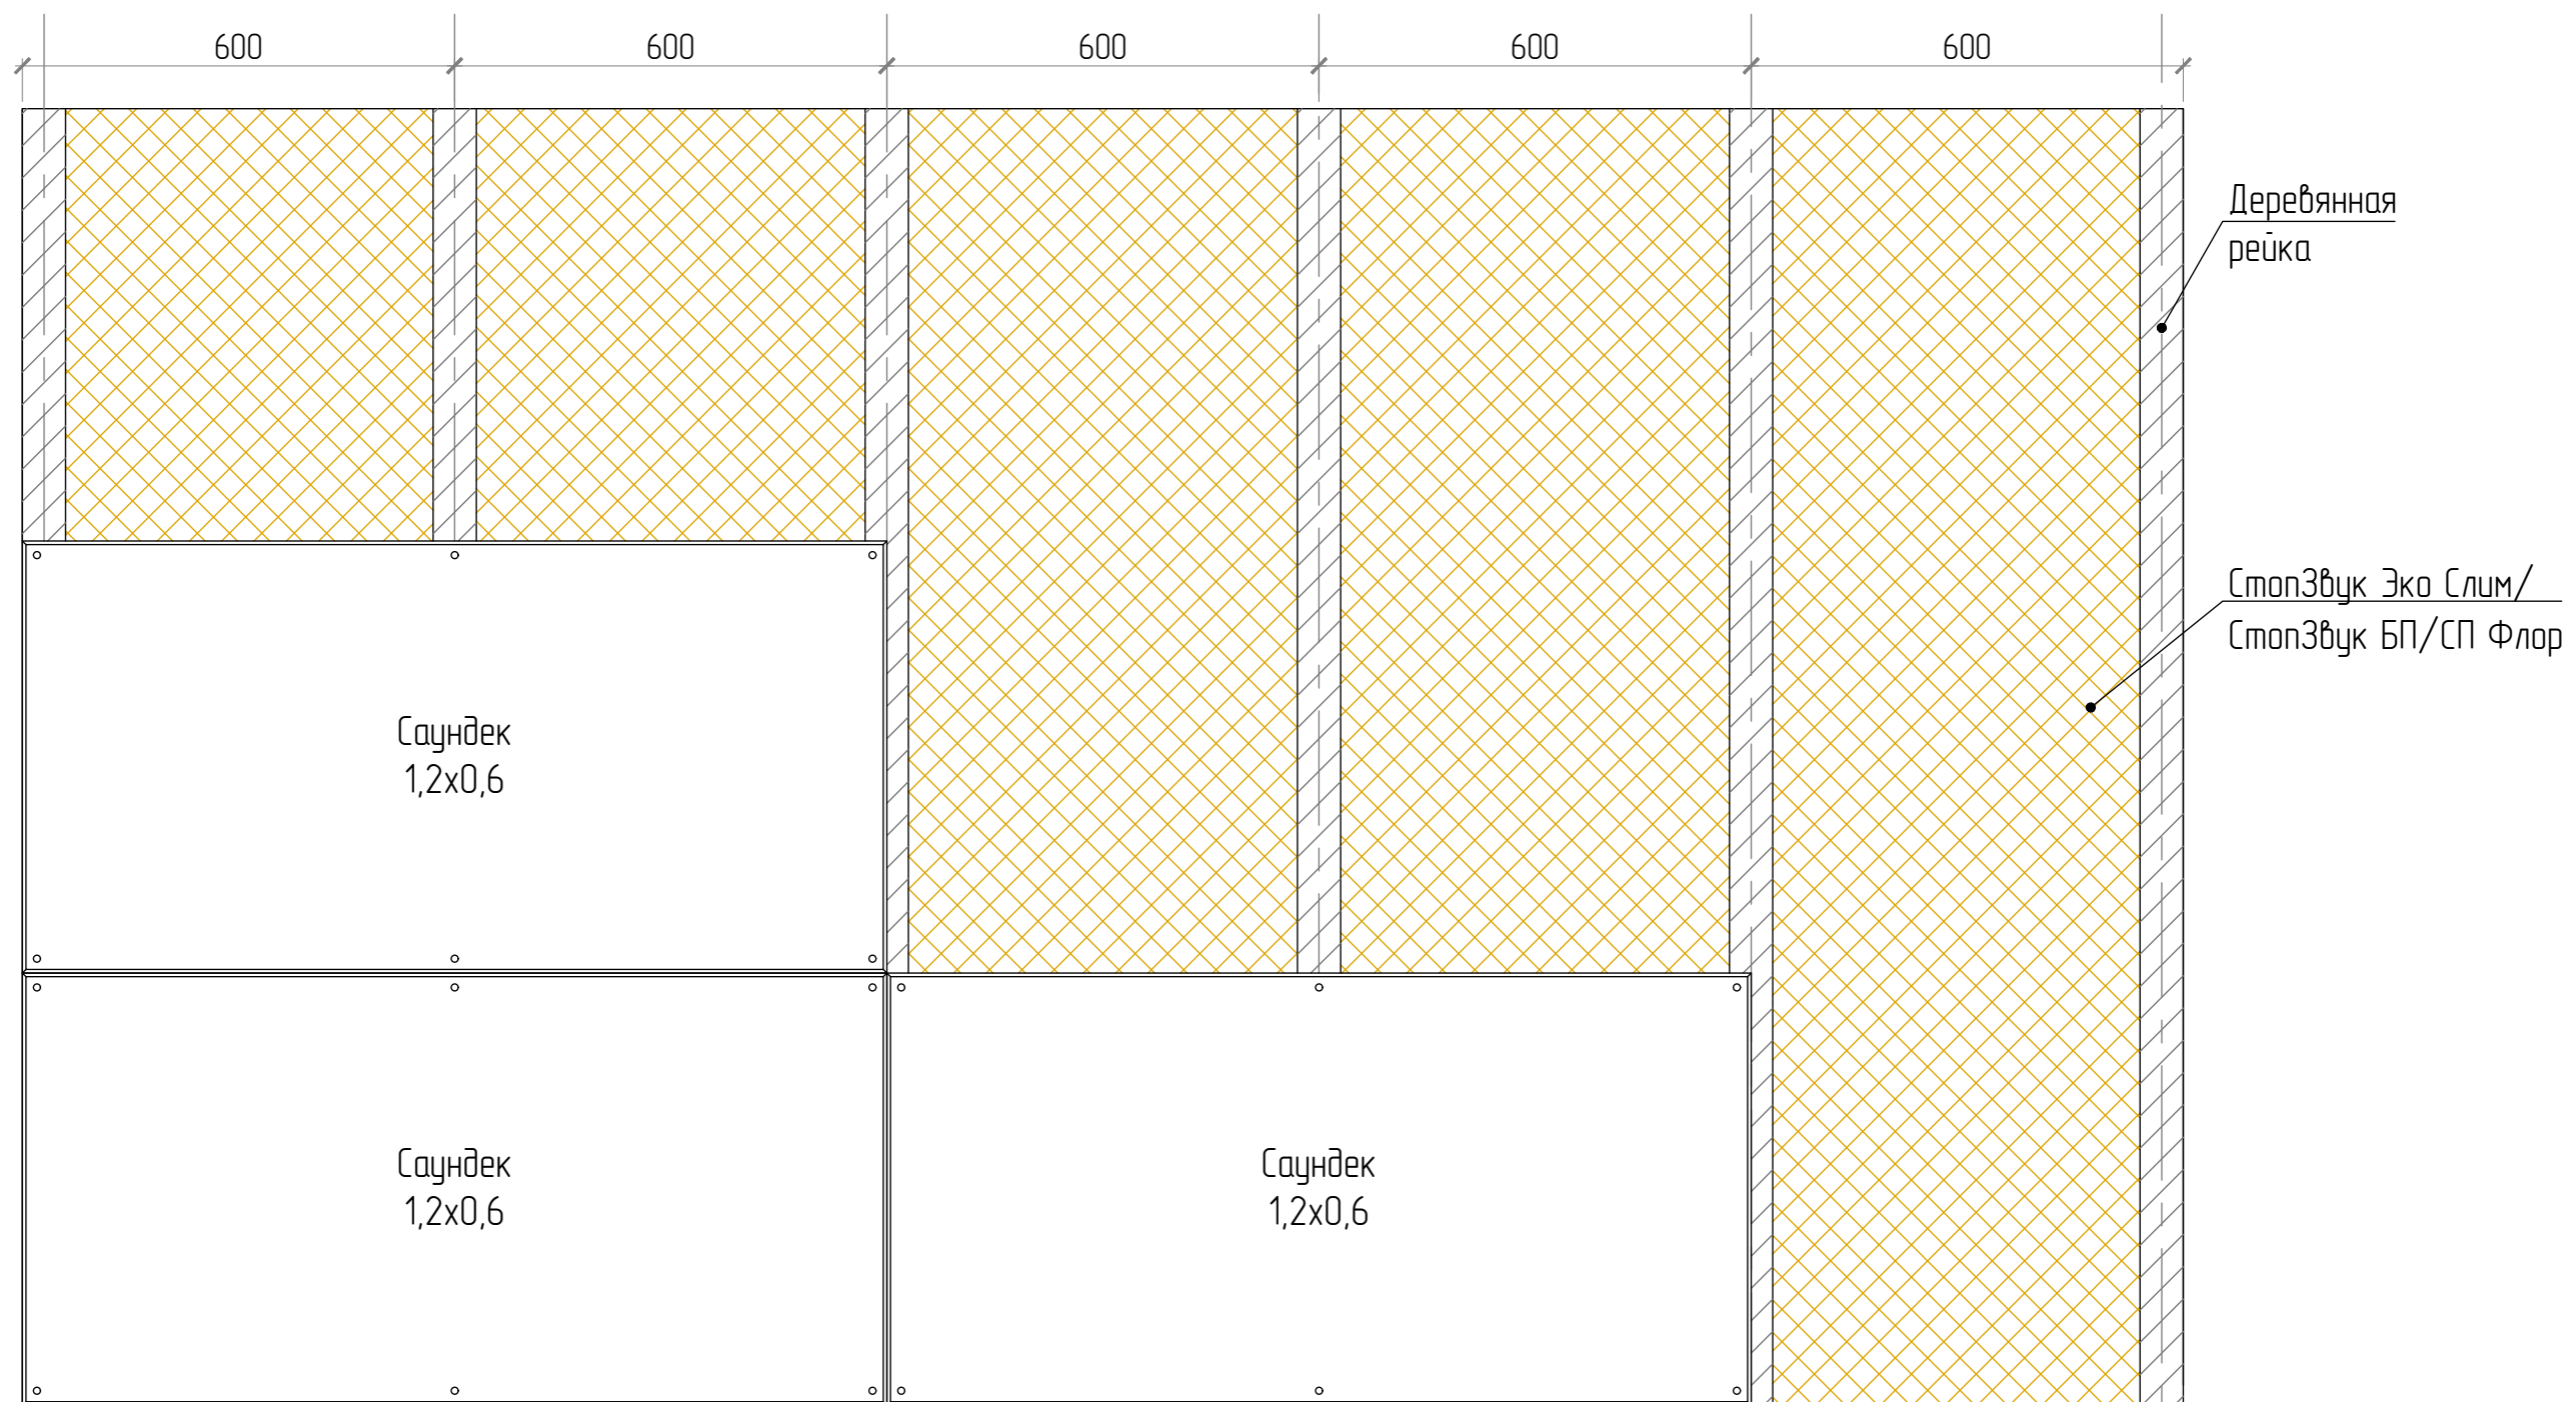 600 600 600 600 600
Деревянная
рейка
СтопЗвук Эко Слим/
СтопЗвук БП/СП Флор
Саундек
1,2х0,6
Саундек
1,2х0,6
Саундек
1,2х0,6